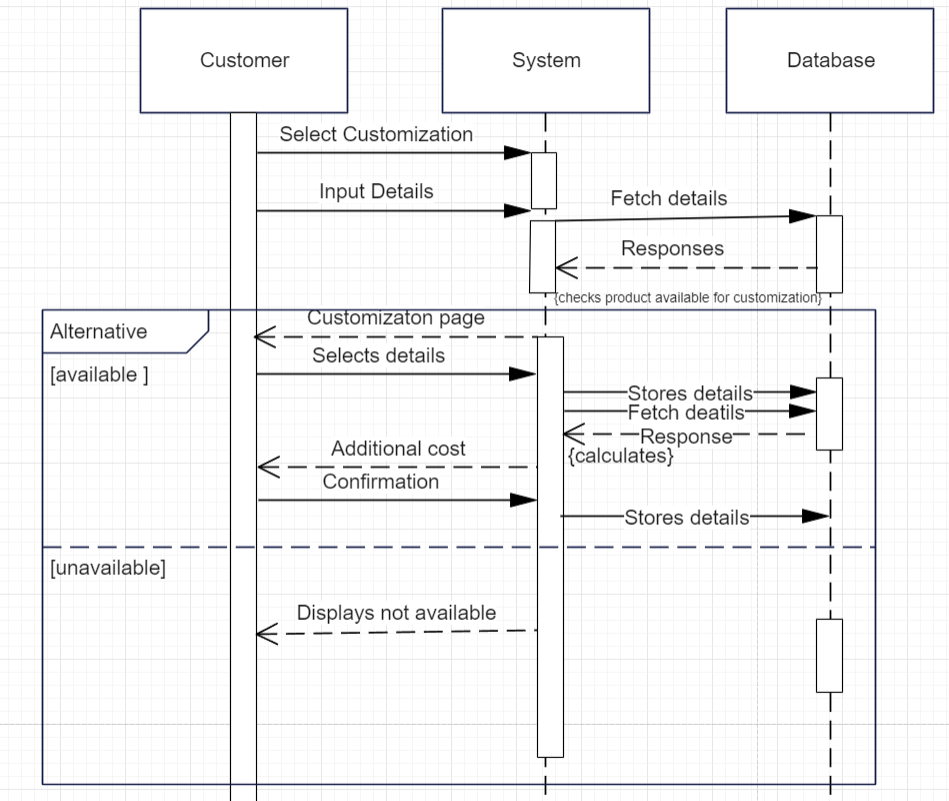 Customer
System
Database
Select Customization
Input Details
Fetch details
Responses
{checks product available for customization}
Alternative
Customizaton page
[available ]
Selects details
Stores details
Fetch deatils
Response
{calculates}
Additional cost
Confirmation
Stores details
[unavailable]
Displays not available